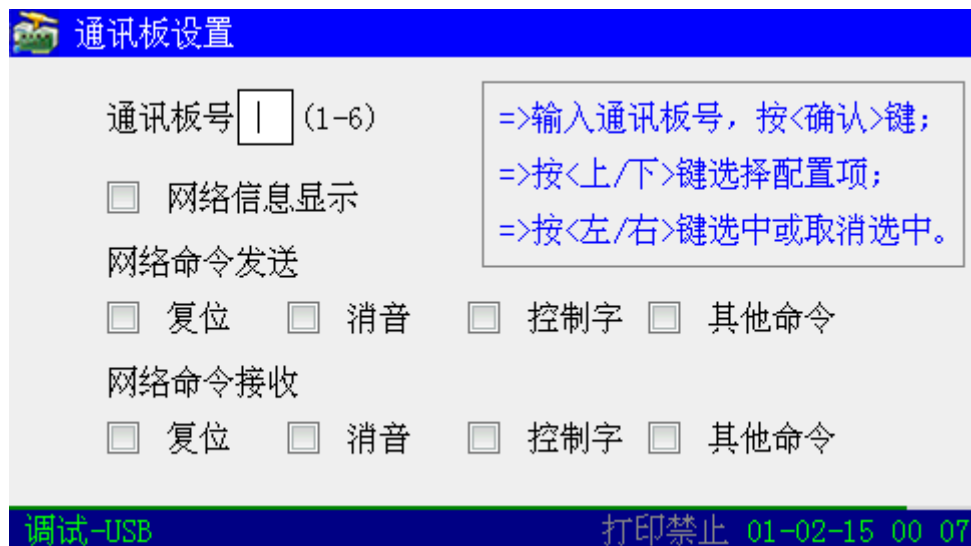 通讯板设置
通讯板号 (1-6)
=>输入通讯板号，按<确认>键；
=>按<上/下>键选择配置项；
=>按<左/右>键选中或取消选中。
网络信息显示
网络命令发送
复位 消音 控制字 其他命令
网络命令接收
复位 消音 控制字 其他命令
调试-USB 打印禁止 01-02-15 00 07